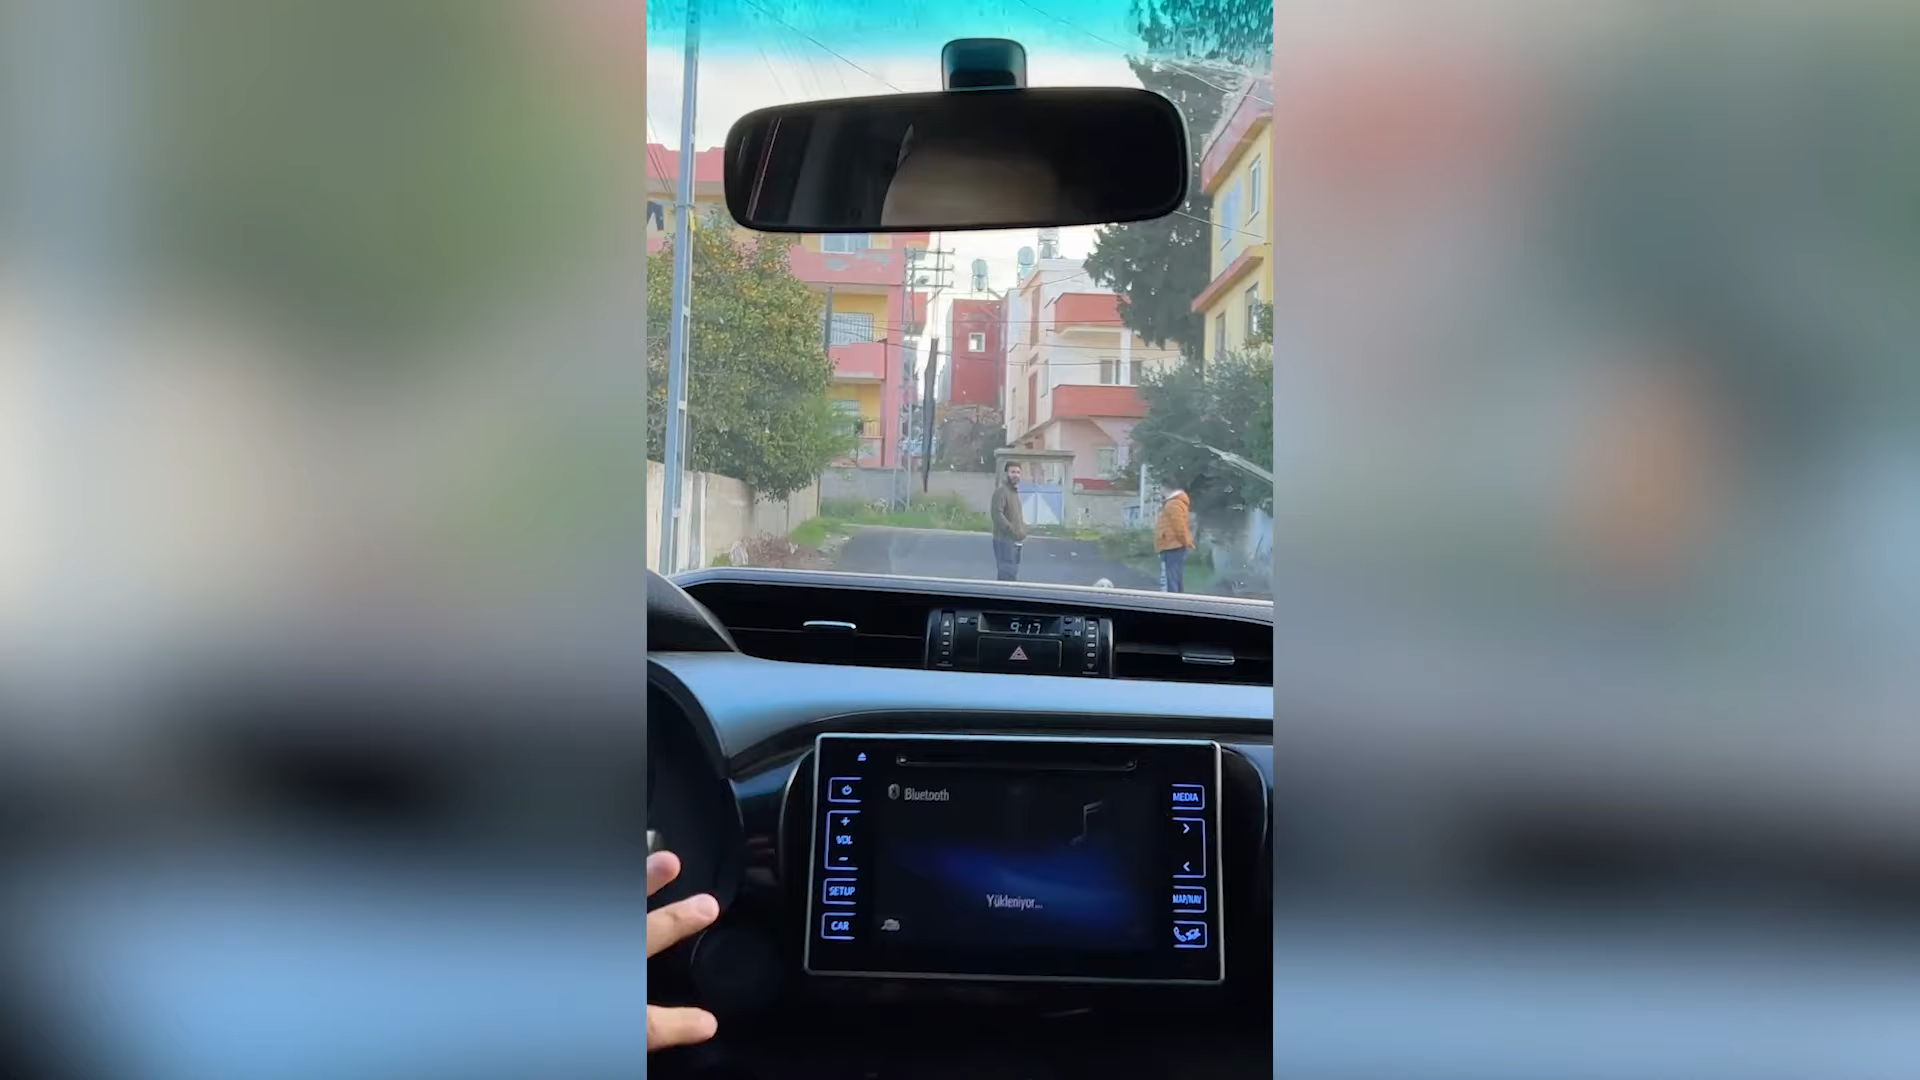 9:17
Bluetooth
MEDIA
+
VOL
-
Yükleniyor...
SETUP
MAP/NAV
CAR